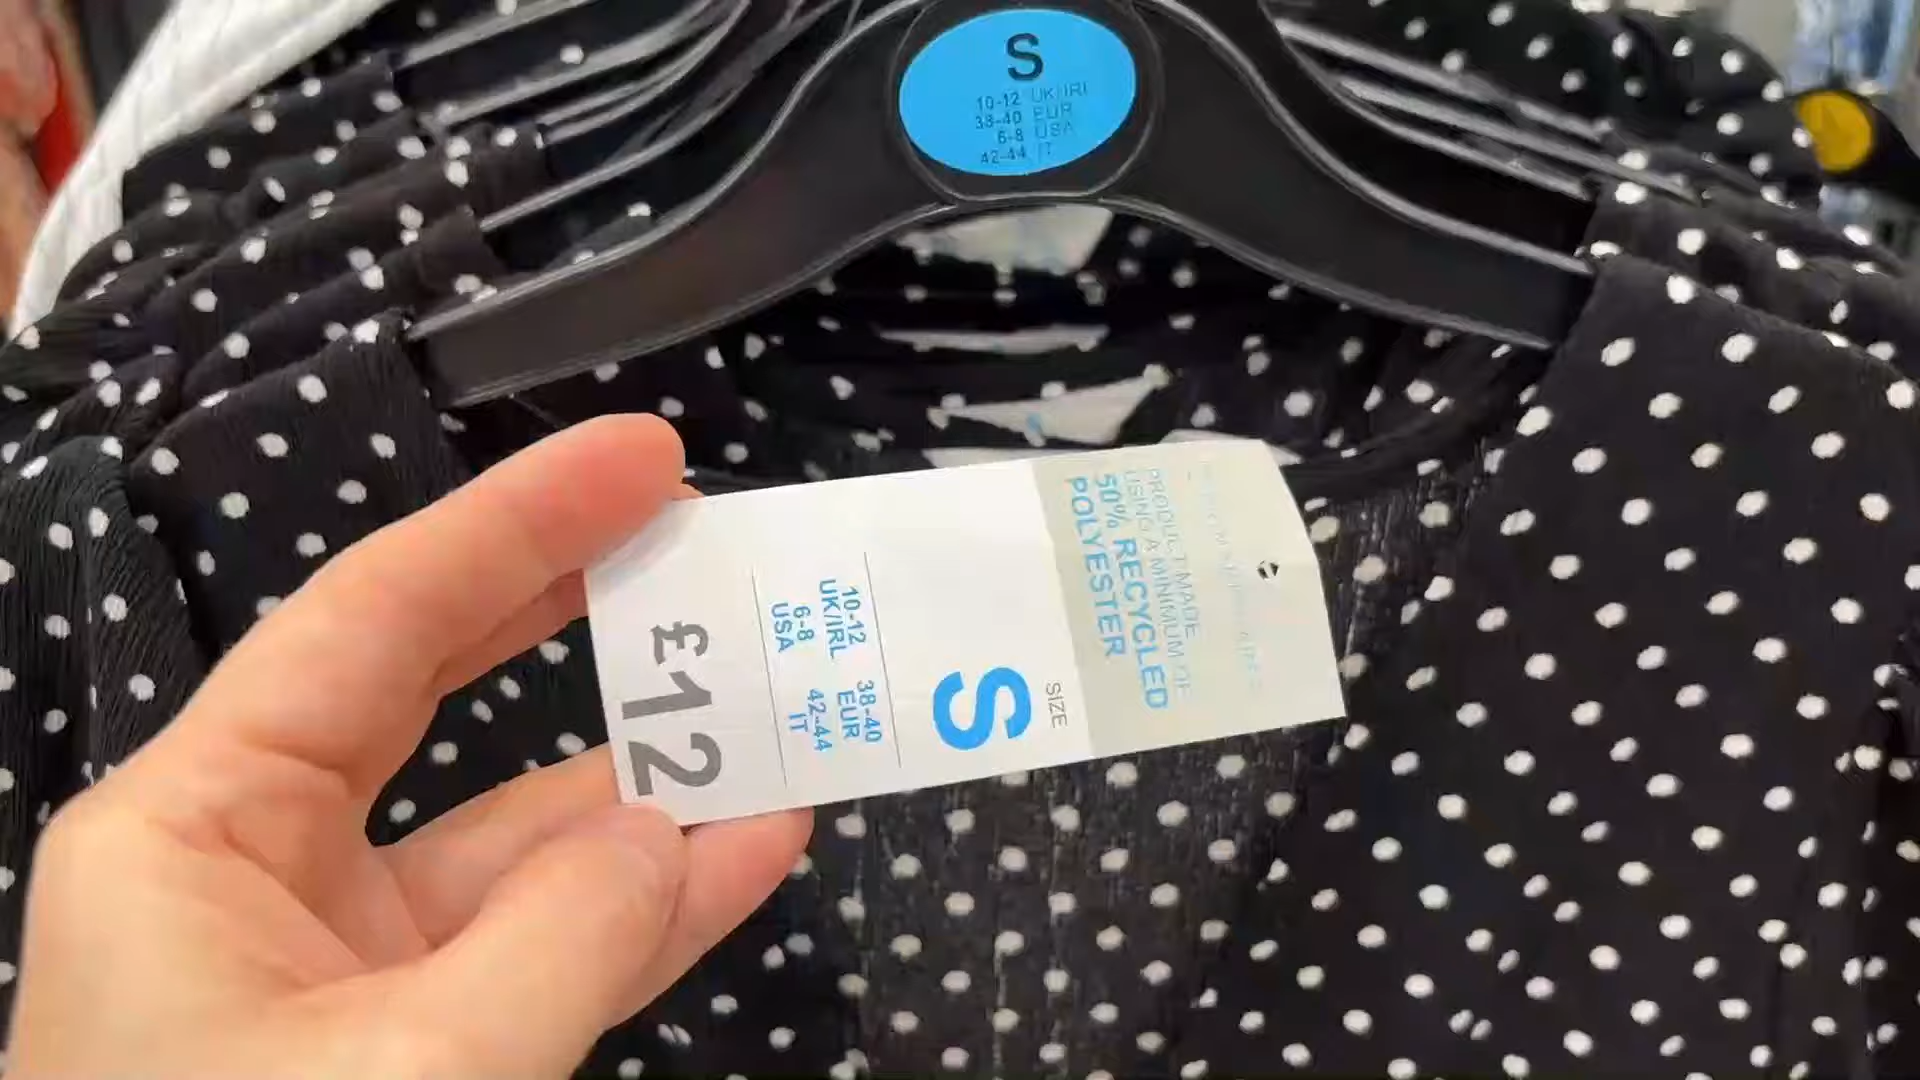 S
10-12 UK/IRL
38-40 EUR
6-8 USA
42-44 IT
PRODUCT MADE
USING A MINIMUM OF
50% RECYCLED
POLYESTER
SIZE
S
10-12 38-40
UK/IRL EUR
6-8 42-44
USA IT
£12